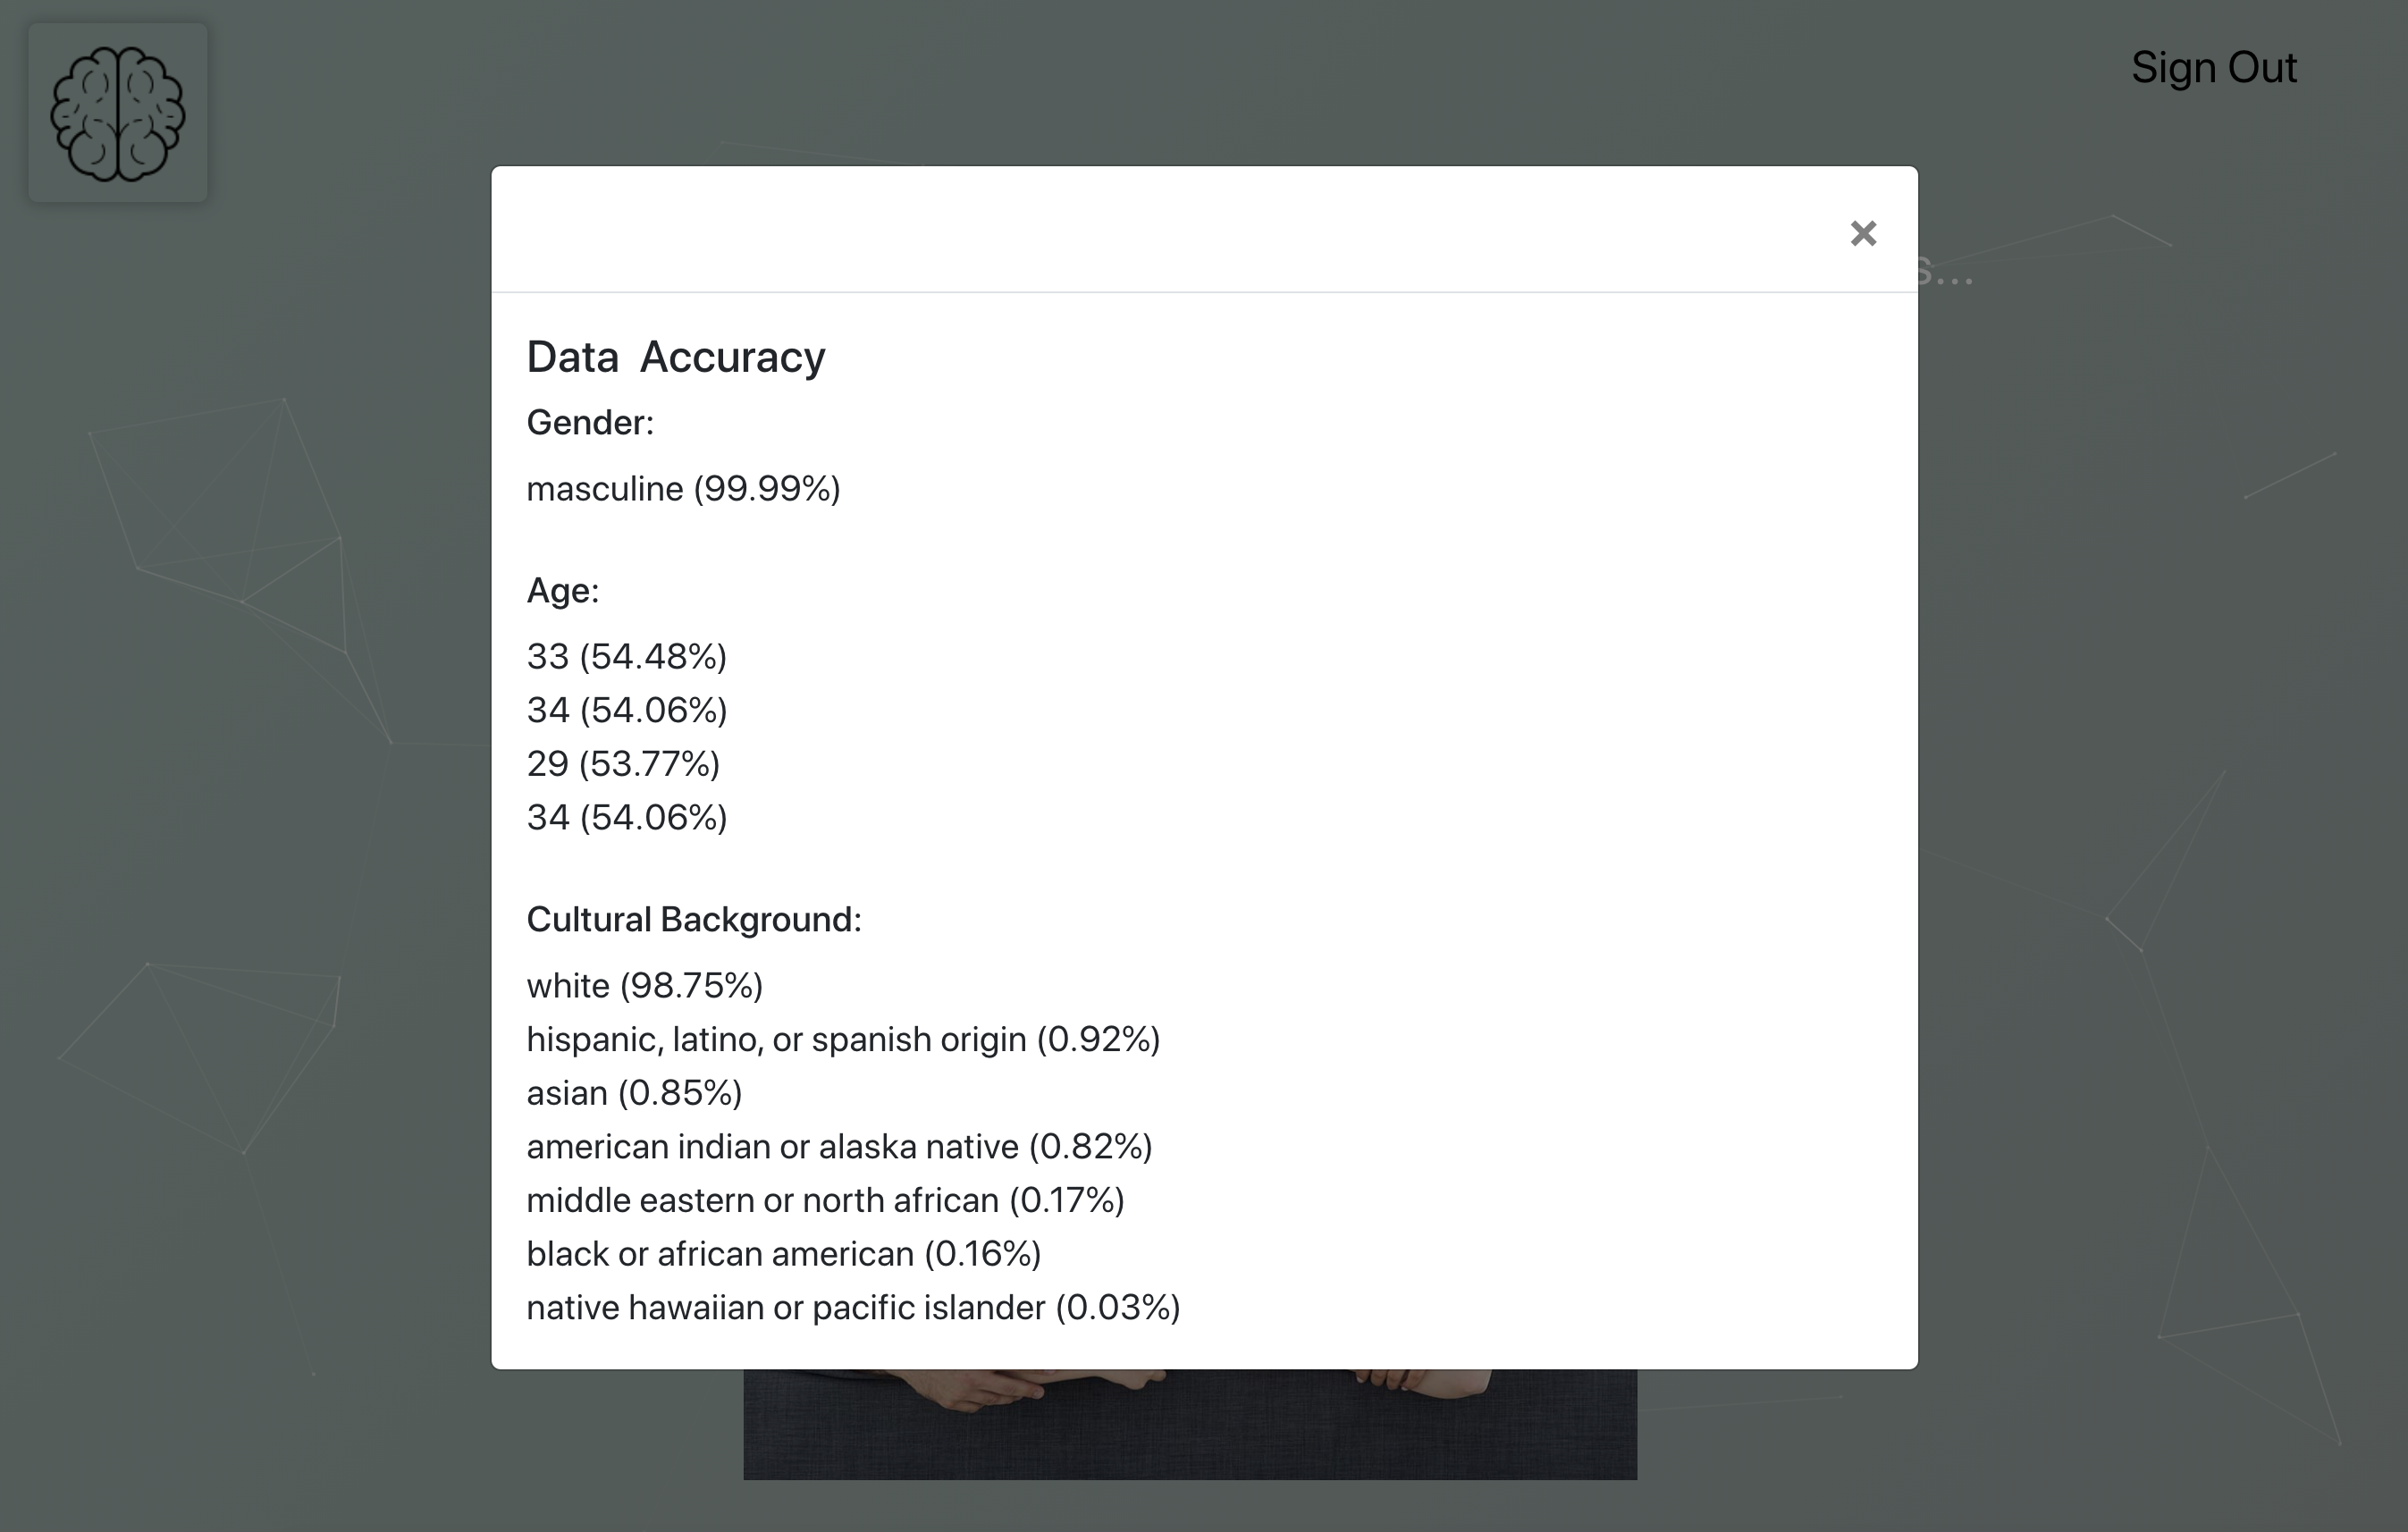 Sign Out
×
s...
Data Accuracy
Gender:
masculine (99.99%)
Age:
33 (54.48%)
34 (54.06%)
29 (53.77%)
34 (54.06%)
Cultural Background:
white (98.75%)
hispanic, latino, or spanish origin (0.92%)
asian (0.85%)
american indian or alaska native (0.82%)
middle eastern or north african (0.17%)
black or african american (0.16%)
native hawaiian or pacific islander (0.03%)